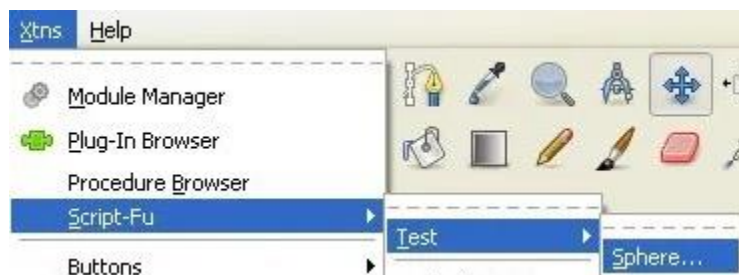 Xtns Help
Module Manager
Plug-In Browser
Procedure Browser
Script-Fu
Test
Sphere...
Buttons